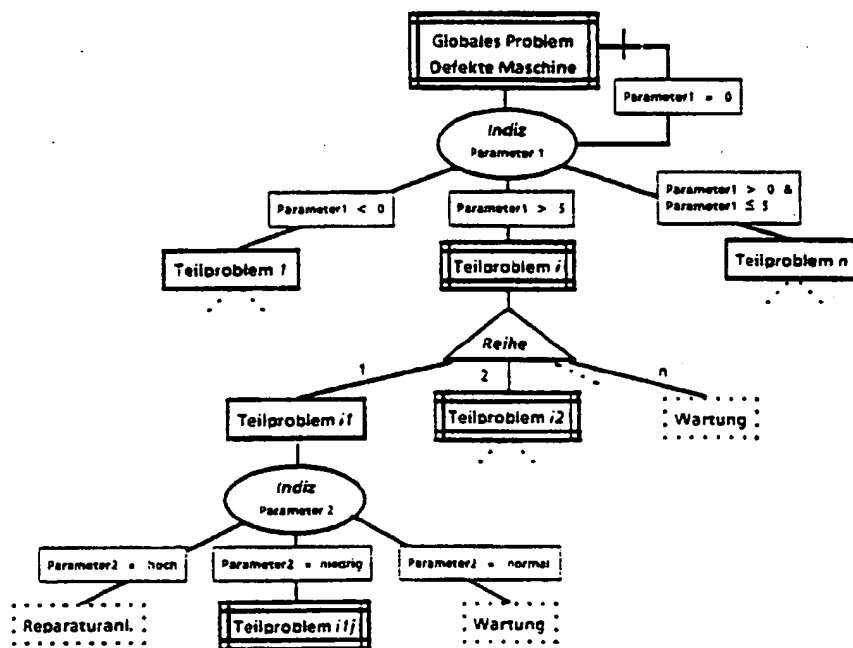 Globales Problem
Defekte Maschine
Parameter1 = 0
Indiz
Parameter 1
Parameter1 < 0
Parameter1 > 5
Parameter1 > 0 &
Parameter1 ≤ 5
Teilproblem 1
Teilproblem i
Teilproblem n
Reihe
1
2
n
Teilproblem i1
Teilproblem i2
Wartung
Indiz
Parameter 2
Parameter2 = hoch
Parameter2 = niedrig
Parameter2 = normal
Reparaturanl.
Teilproblem i1j
Wartung